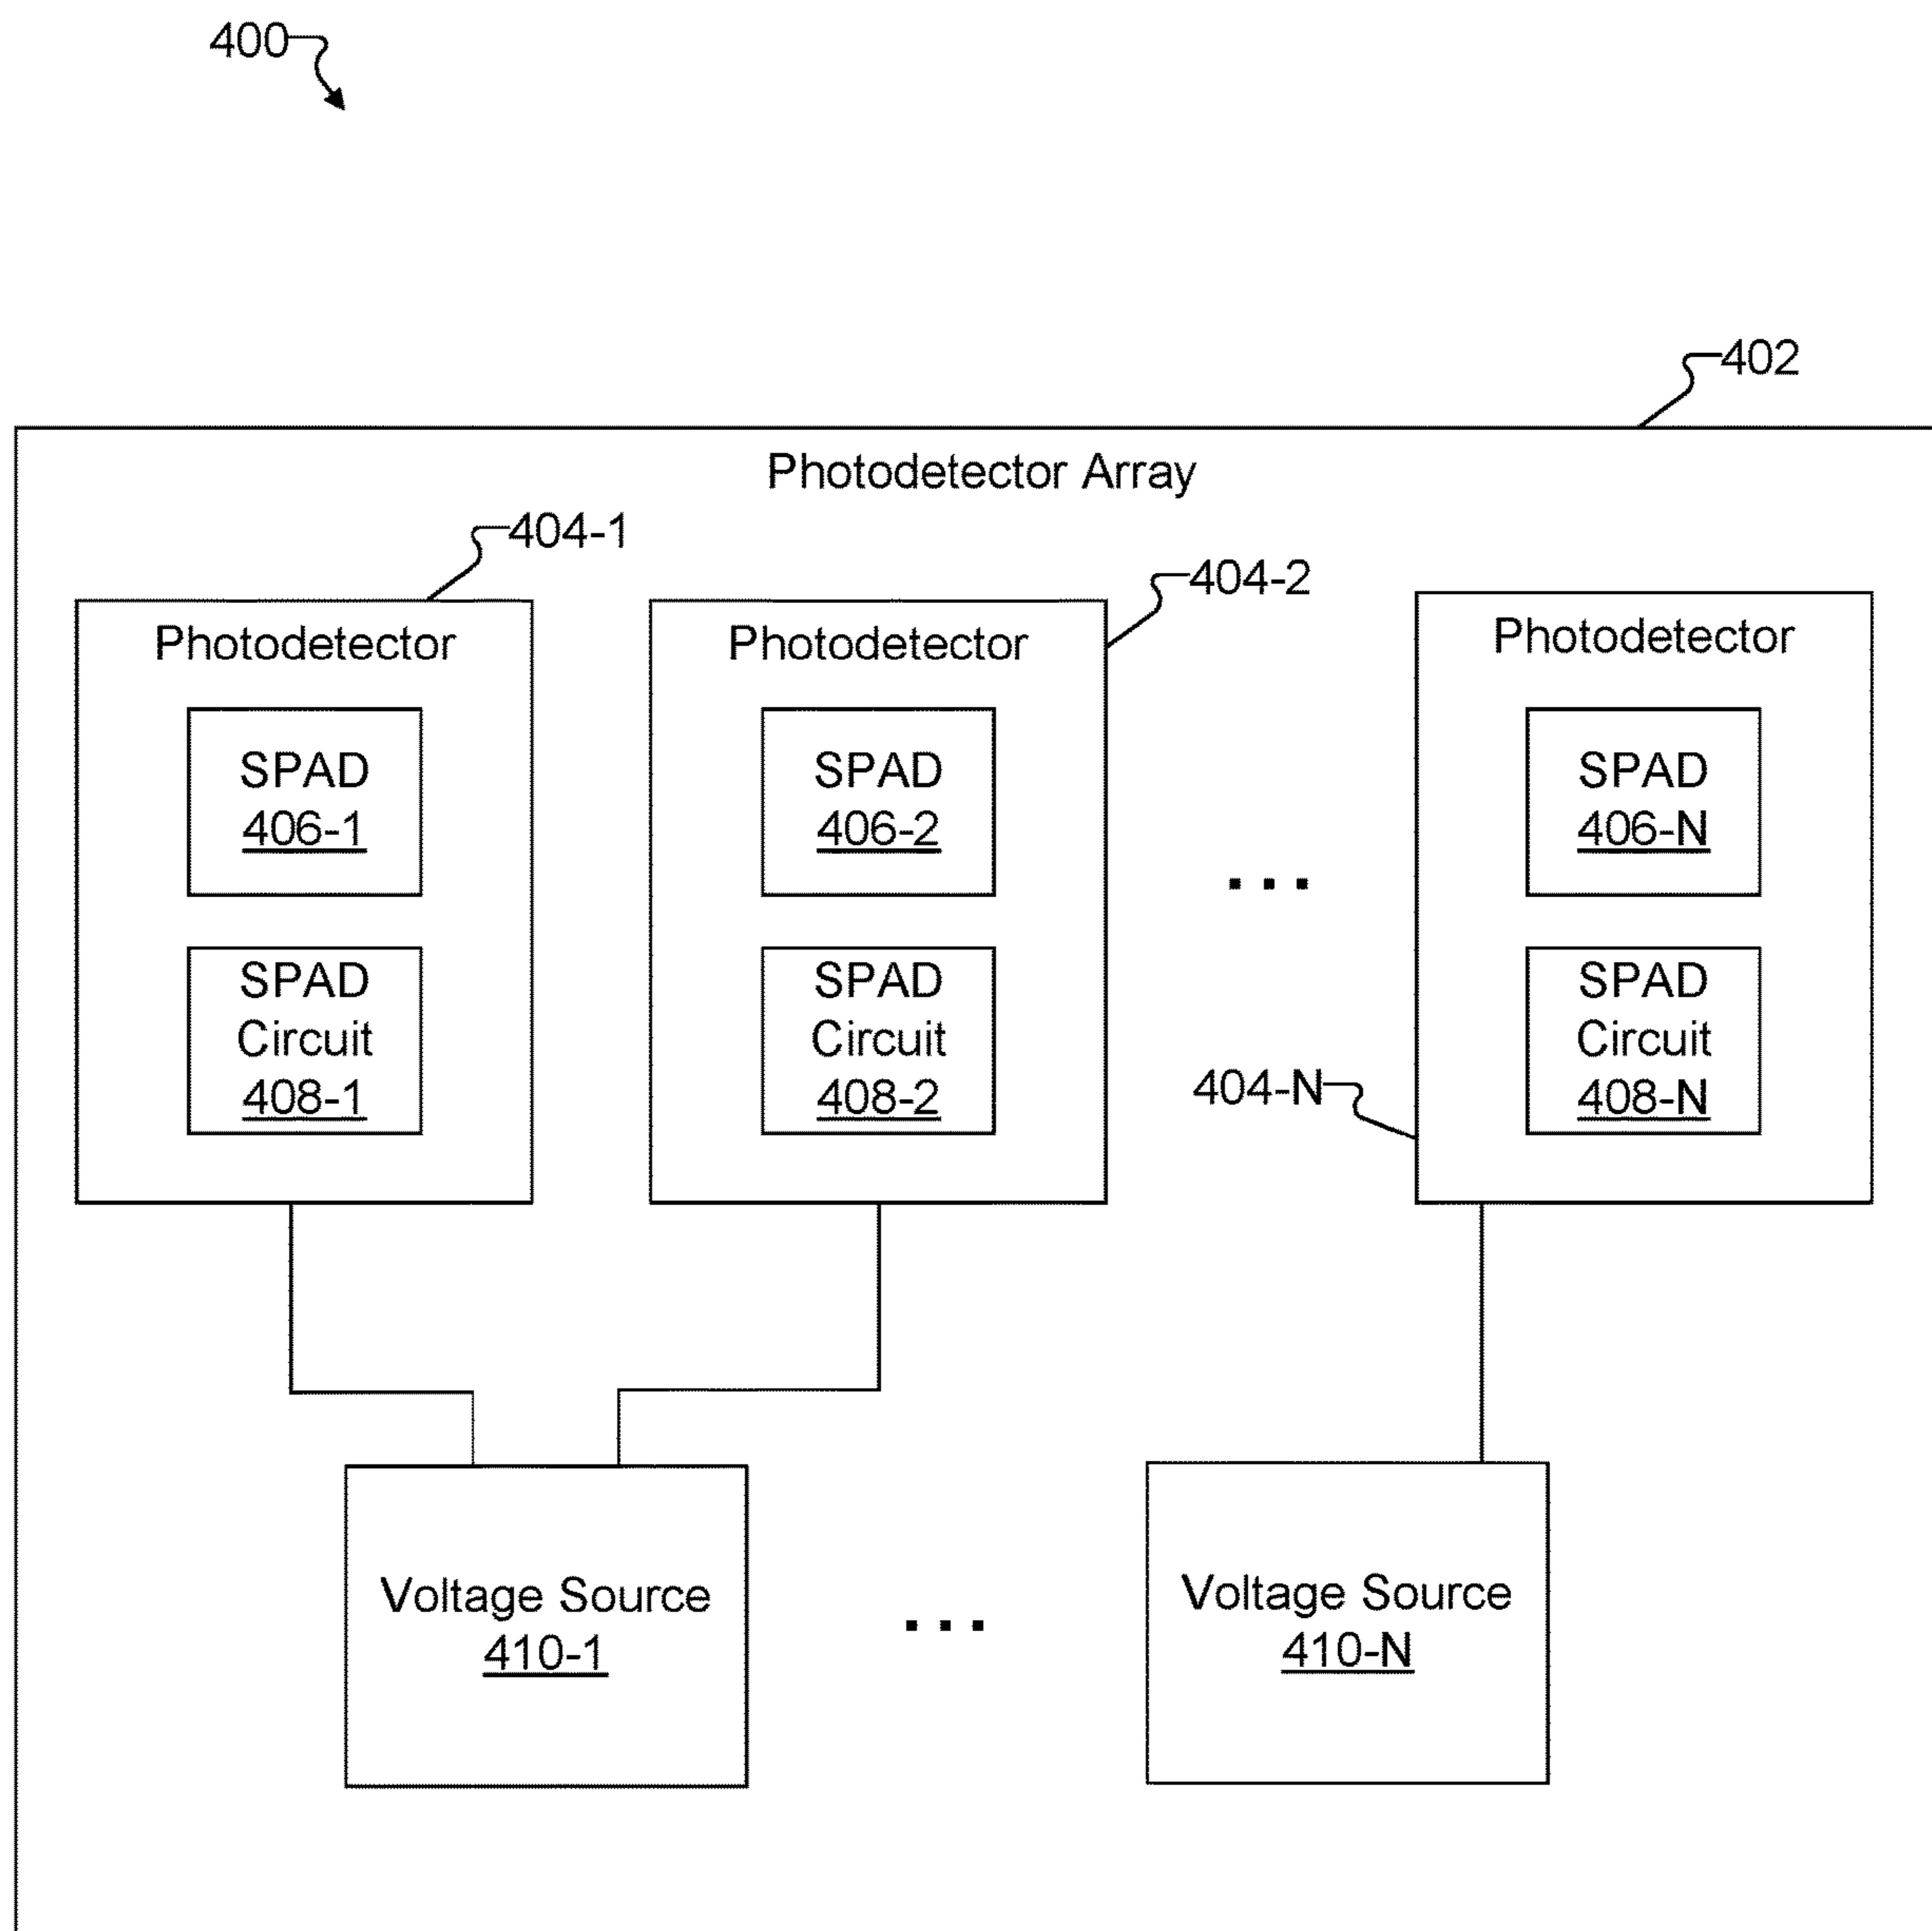 400
402
Photodetector Array
404-1
404-2
Photodetector
Photodetector
Photodetector
SPAD
406-1
SPAD
406-2
SPAD
406-N
...
SPAD
Circuit
408-1
SPAD
Circuit
408-2
404-N
SPAD
Circuit
408-N
Voltage Source
410-1
...
Voltage Source
410-N